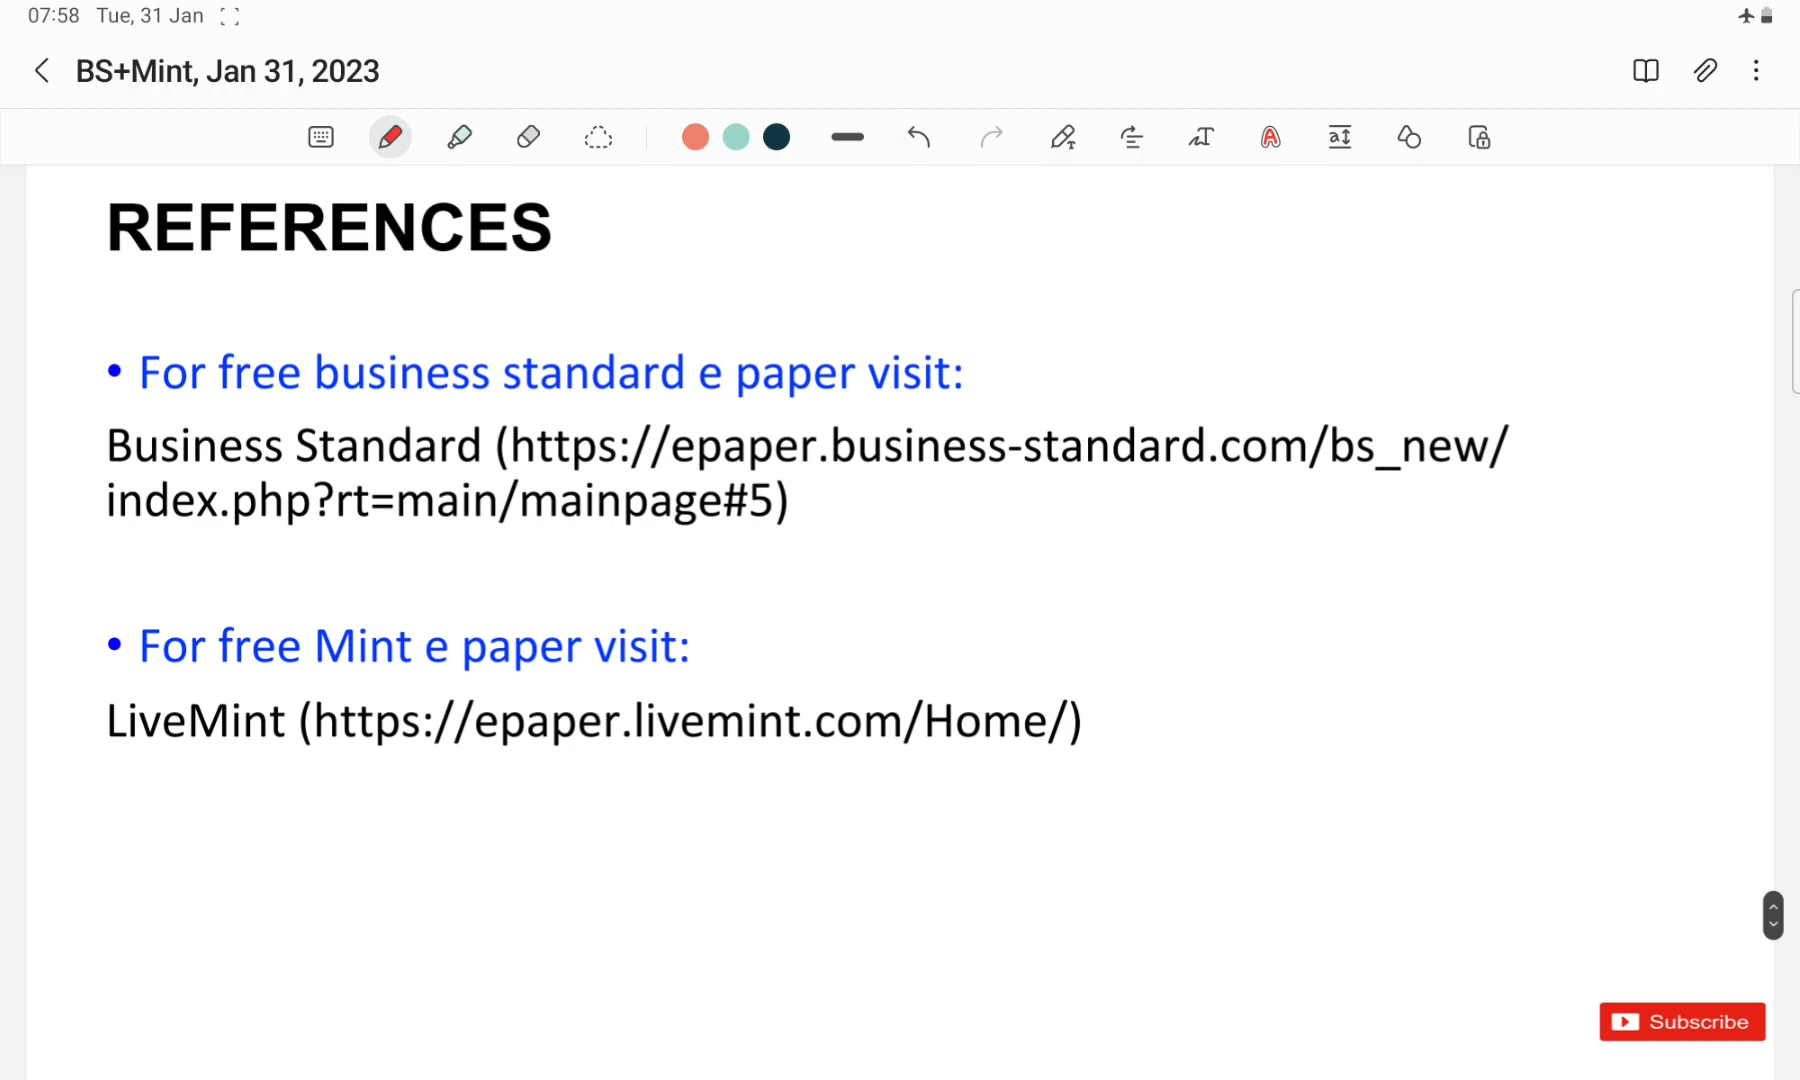 07:58 Tue, 31 Jan
BS+Mint, Jan 31, 2023
REFERENCES
• For free business standard e paper visit:
Business Standard (https://epaper.business-standard.com/bs_new/
index.php?rt=main/mainpage#5)
• For free Mint e paper visit:
LiveMint (https://epaper.livemint.com/Home/)
Subscribe